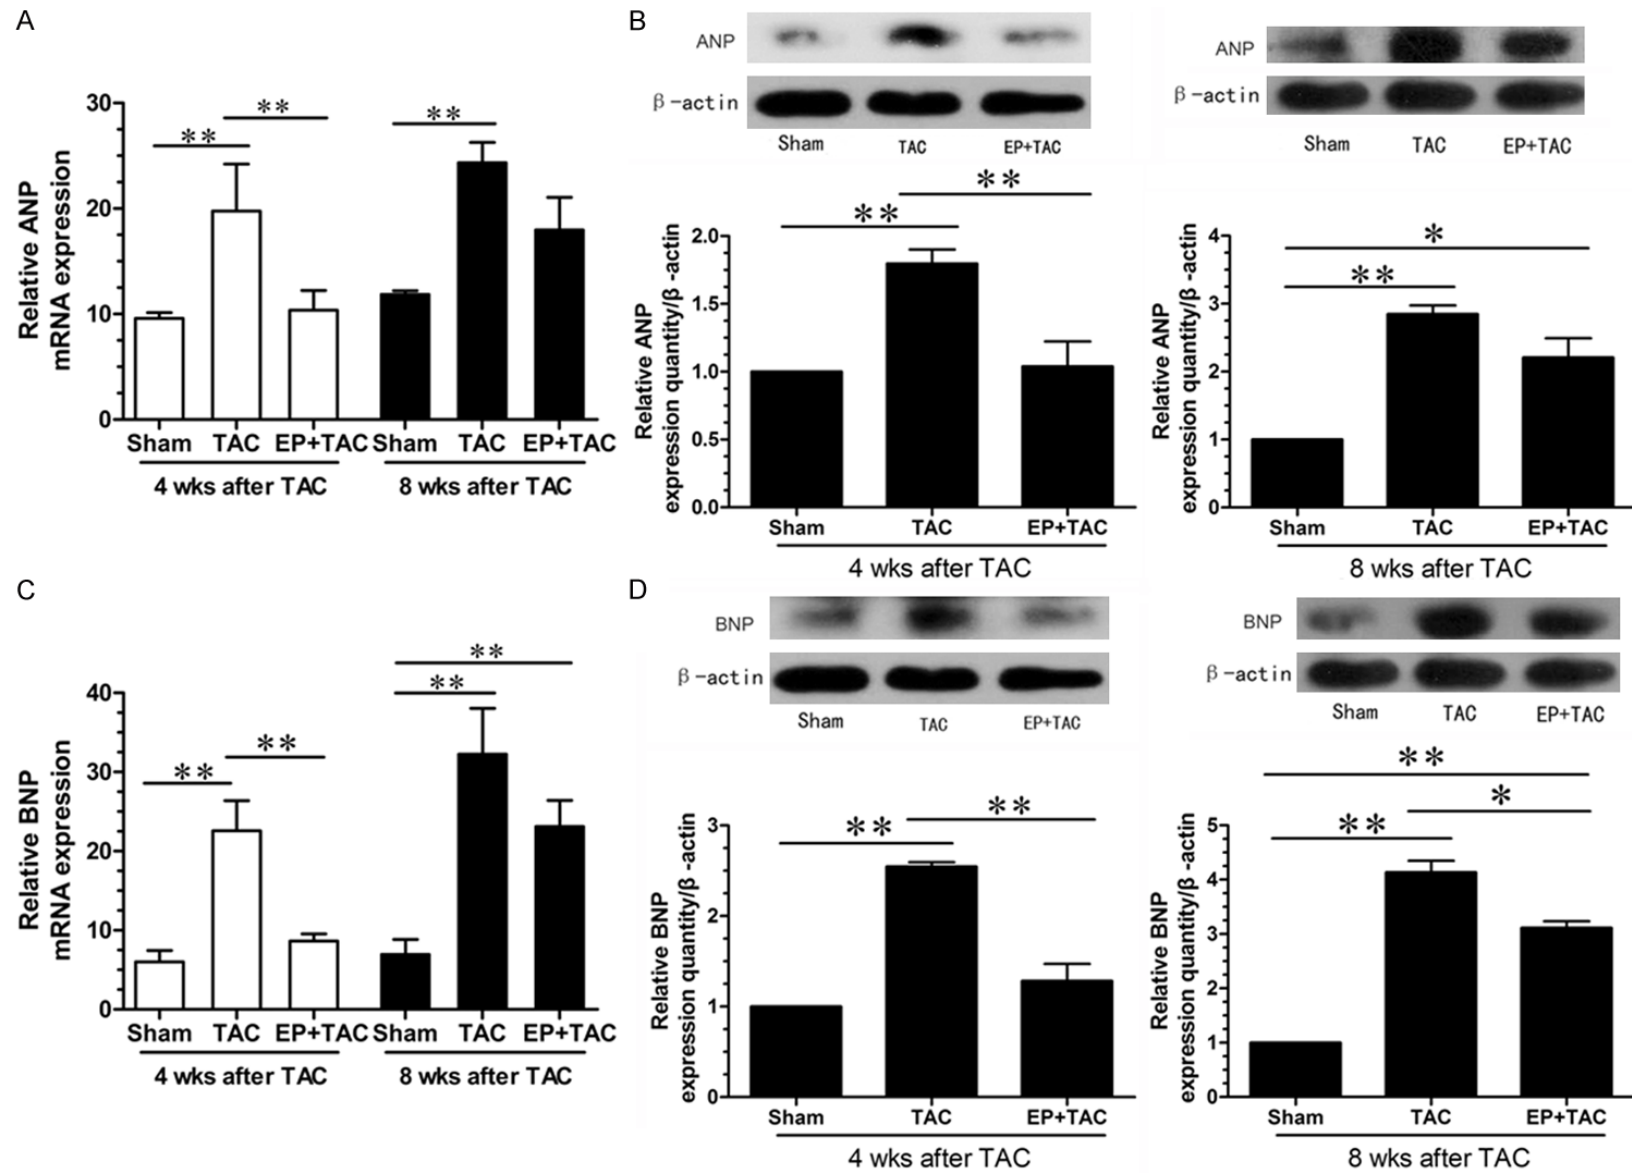 A
Relative ANP
mRNA expression
30
20
10
0
**
**
**
Sham TAC EP+TAC Sham TAC EP+TAC
4 wks after TAC 8 wks after TAC
B
ANP
β-actin
Sham TAC EP+TAC
**
**
Relative ANP
expression quantity/β -actin
2.0
1.5
1.0
0.5
0.0
Sham TAC EP+TAC
4 wks after TAC
ANP
β-actin
Sham TAC EP+TAC
*
**
Relative ANP
expression quantity/β -actin
4
3
2
1
0
Sham TAC EP+TAC
8 wks after TAC
C
Relative BNP
mRNA expression
40
30
20
10
0
**
**
**
**
Sham TAC EP+TAC Sham TAC EP+TAC
4 wks after TAC 8 wks after TAC
D
BNP
β-actin
Sham TAC EP+TAC
**
**
Relative BNP
expression quantity/β -actin
3
2
1
0
Sham TAC EP+TAC
4 wks after TAC
BNP
β-actin
Sham TAC EP+TAC
**
*
**
Relative BNP
expression quantity/β -actin
5
4
3
2
1
0
Sham TAC EP+TAC
8 wks after TAC